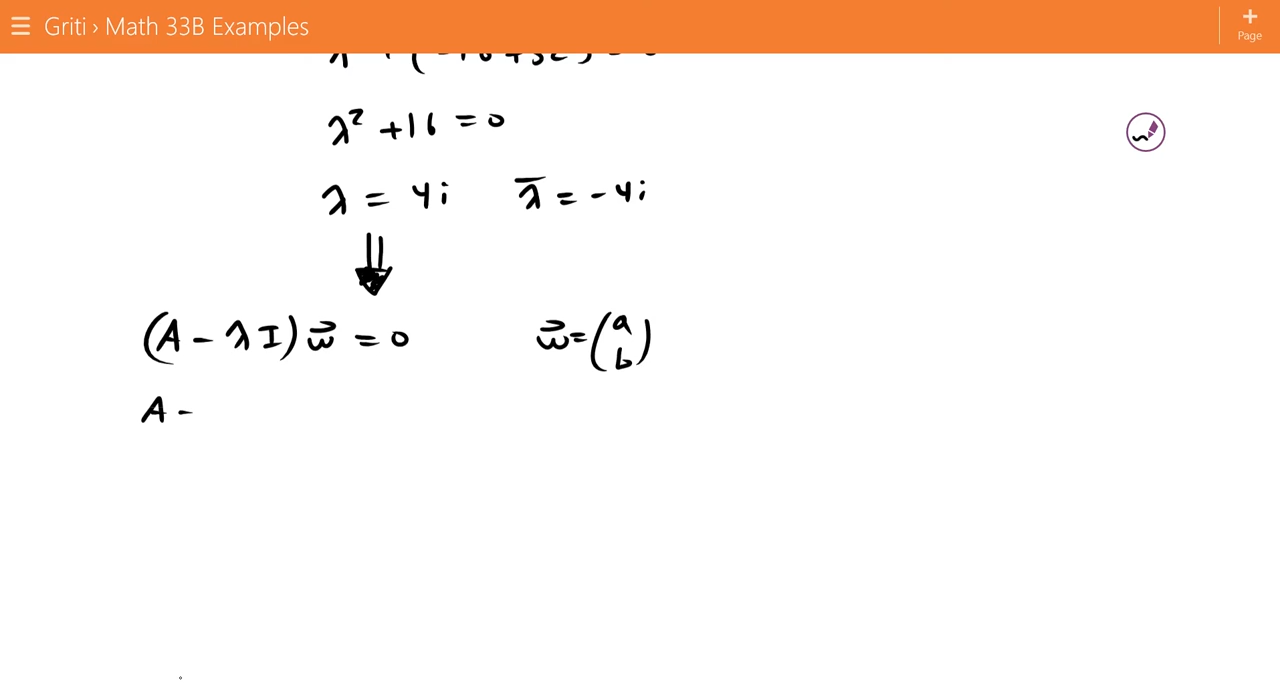 Griti › Math 33B Examples
Page
λ² + 16 = 0
λ = 4i λ̄ = -4i
(A - λI) w⃗ = 0 w⃗ = (a b)
A -